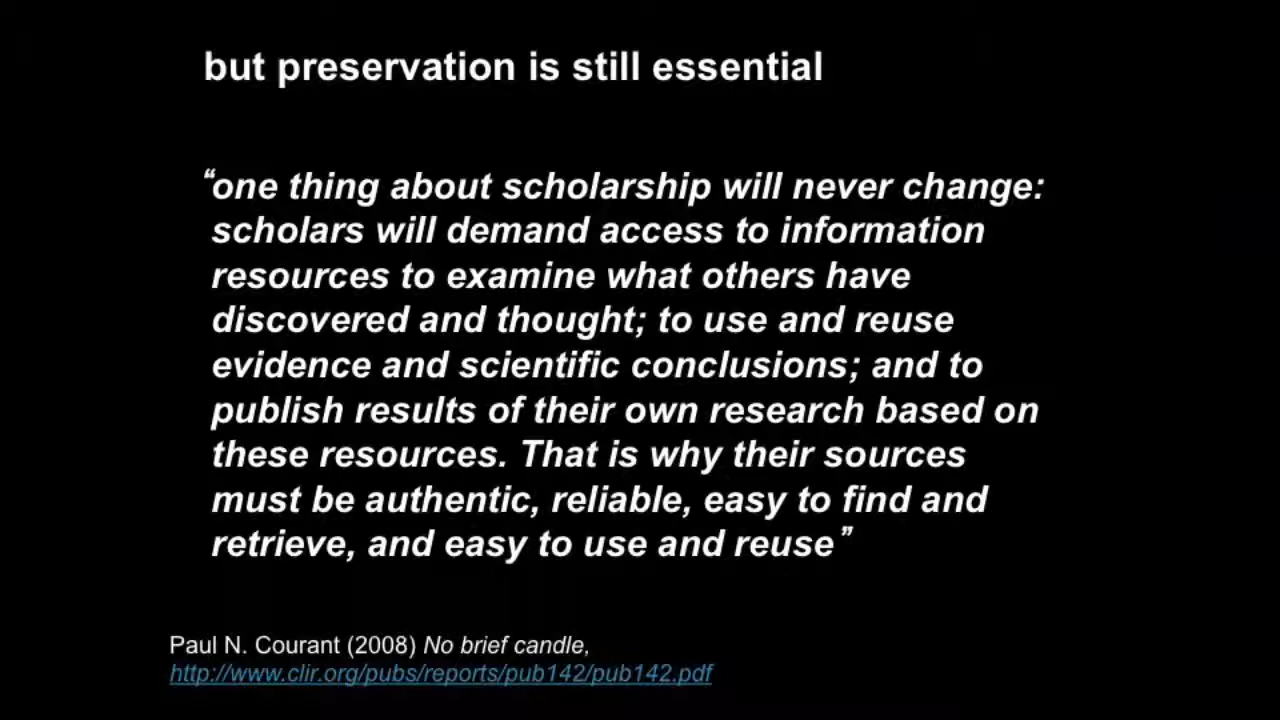 but preservation is still essential
“one thing about scholarship will never change:
scholars will demand access to information
resources to examine what others have
discovered and thought; to use and reuse
evidence and scientific conclusions; and to
publish results of their own research based on
these resources. That is why their sources
must be authentic, reliable, easy to find and
retrieve, and easy to use and reuse”
Paul N. Courant (2008) No brief candle,
http://www.clir.org/pubs/reports/pub142/pub142.pdf